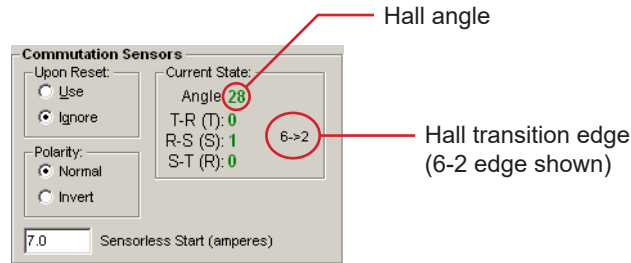 Hall angle
Commutation Sensors
Upon Reset:
Use
Ignore
Polarity:
Normal
Invert
Current State:
Angle 28
T-R (T): 0
R-S (S): 1
S-T (R): 0
6->2
7.0 Sensorless Start (amperes)
Hall transition edge
(6-2 edge shown)